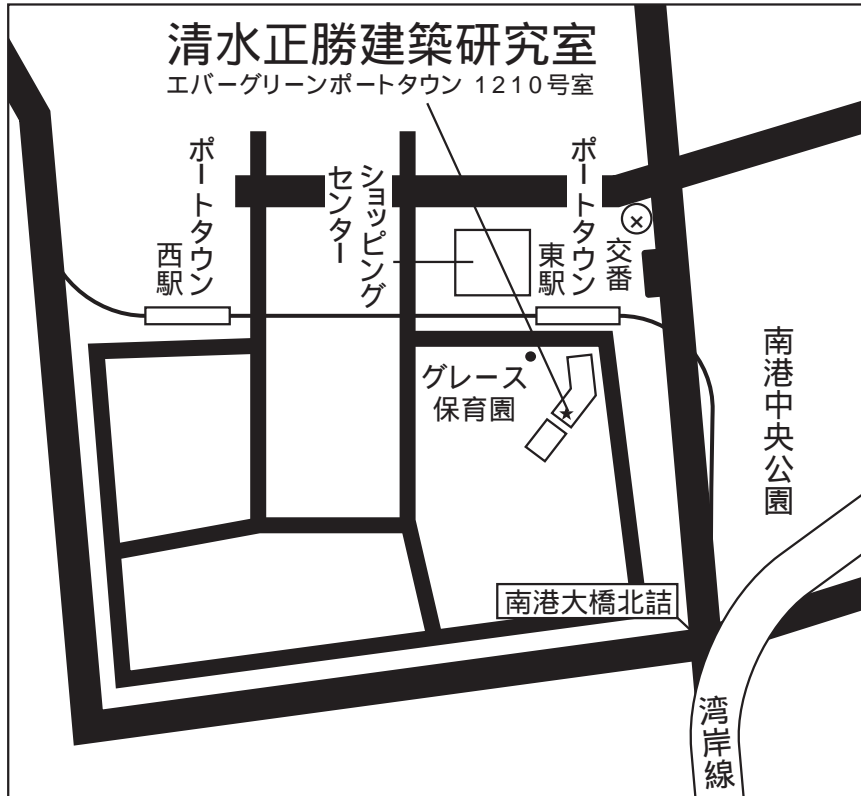 清水正勝建築研究室
エバーグリーンポートタウン 1210号室
ポートタウン
西駅
ショッピング
センター
ポートタウン
東駅
交番
グレース
保育園
南港中央公園
南港大橋北詰
湾岸線